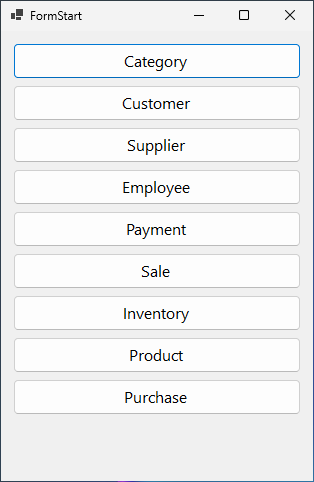 FormStart
Category
Customer
Supplier
Employee
Payment
Sale
Inventory
Product
Purchase